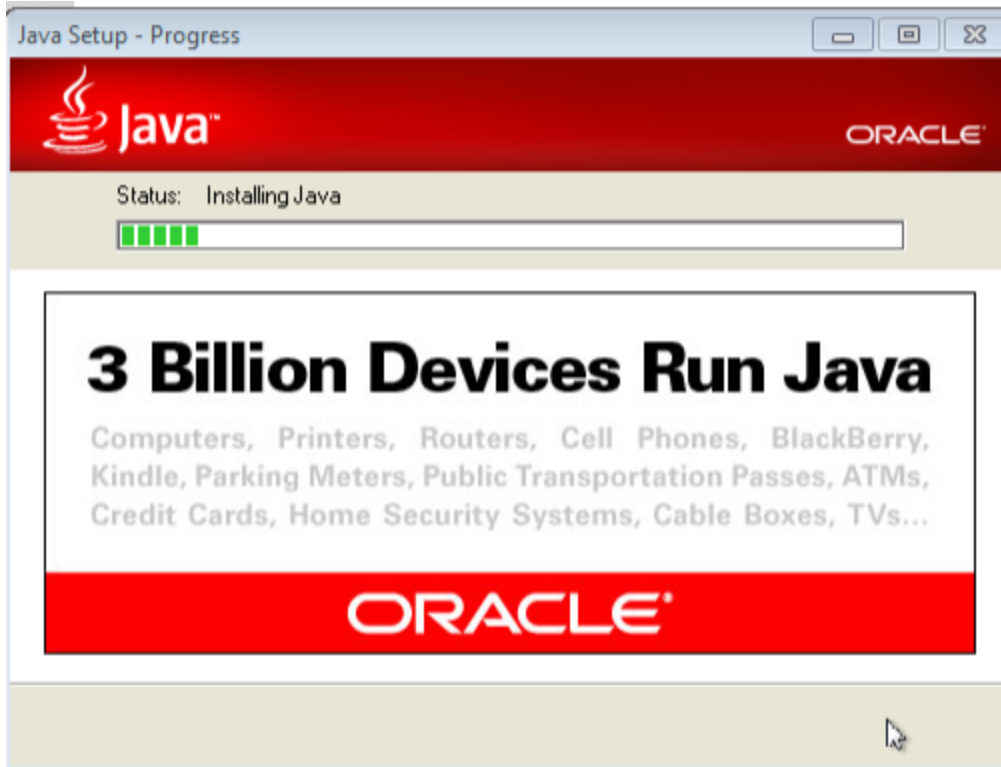 Java Setup - Progress
Java™
ORACLE®
Status: Installing Java
3 Billion Devices Run Java
Computers, Printers, Routers, Cell Phones, BlackBerry,
Kindle, Parking Meters, Public Transportation Passes, ATMs,
Credit Cards, Home Security Systems, Cable Boxes, TVs...
ORACLE®